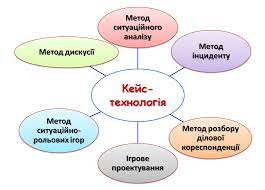 Метод
ситуаційного
аналізу
Метод дискусії
Метод
інциденту
Кейс-
технологія
Метод
ситуаційно-
рольових ігор
Метод розбору
ділової
кореспонденції
Ігрове
проектування